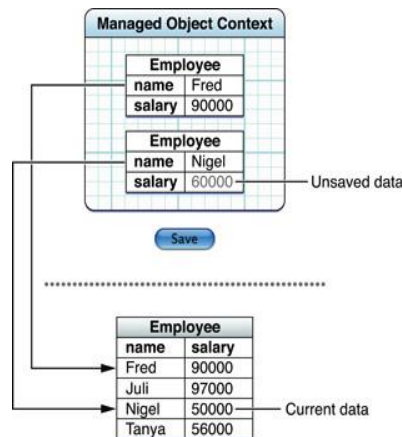 Managed Object Context
Employee
name Fred
salary 90000
Employee
name Nigel
salary 60000
Unsaved data
Save
Employee
name salary
Fred 90000
Juli 97000
Nigel 50000
Current data
Tanya 56000